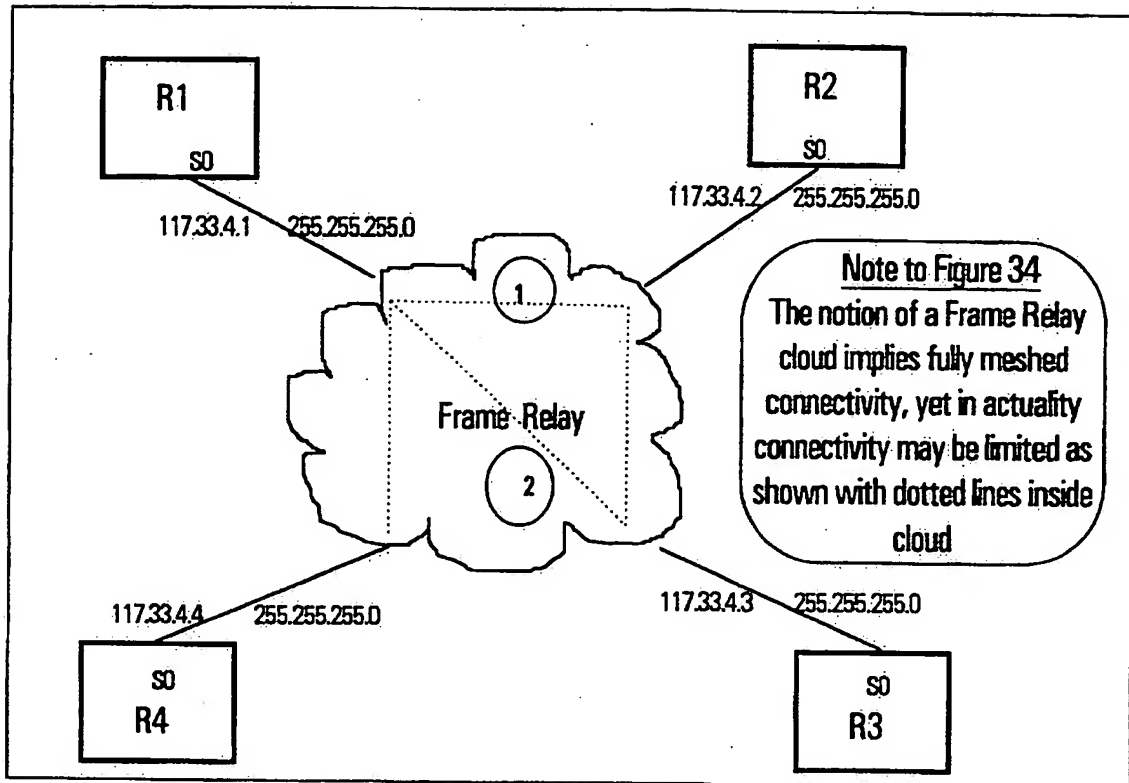 R1
S0
R2
S0
117.33.4.1 255.255.255.0
117.33.4.2 255.255.255.0
1
Frame Relay
2
Note to Figure 34
The notion of a Frame Relay
cloud implies fully meshed
connectivity, yet in actuality
connectivity may be limited as
shown with dotted lines inside
cloud
117.33.4.4 255.255.255.0
117.33.4.3 255.255.255.0
S0
R4
S0
R3